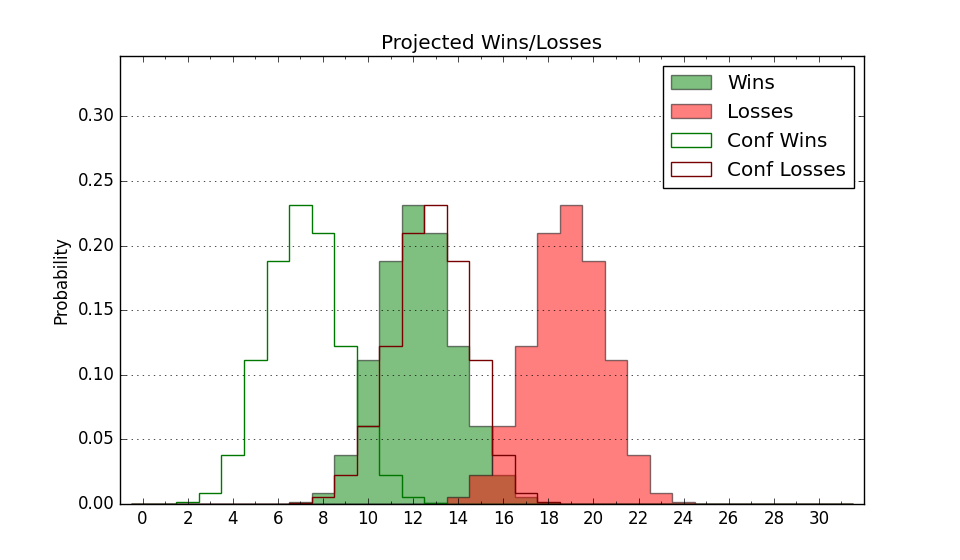 Projected Wins/Losses
Wins
Losses
Conf Wins
Conf Losses
Probability
0.30
0.25
0.20
0.15
0.10
0.05
0.00
0 2 4 6 8 10 12 14 16 18 20 22 24 26 28 30